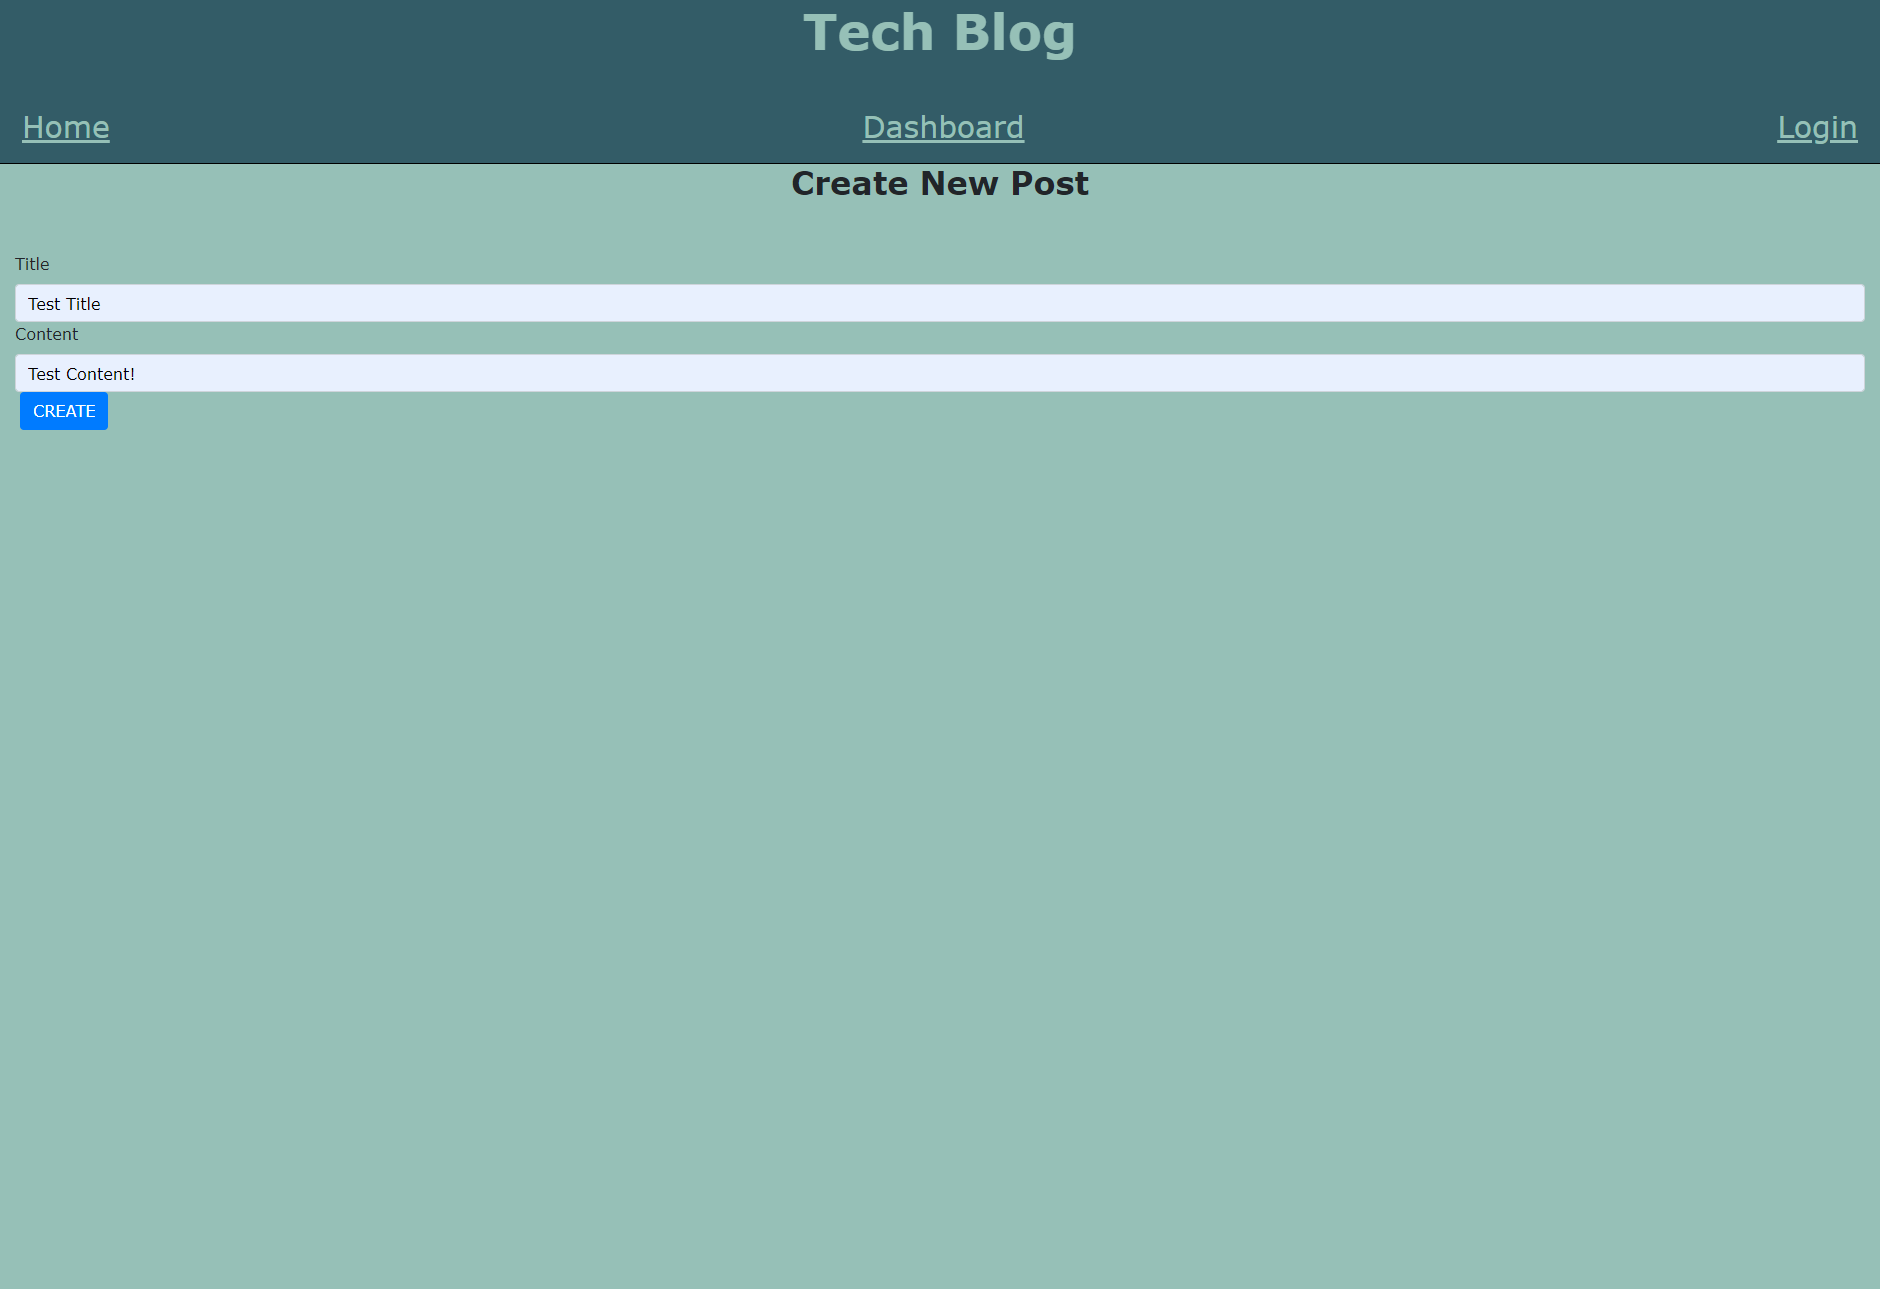 Tech Blog
Home Dashboard Login
Create New Post
Title
Test Title
Content
Test Content!
CREATE